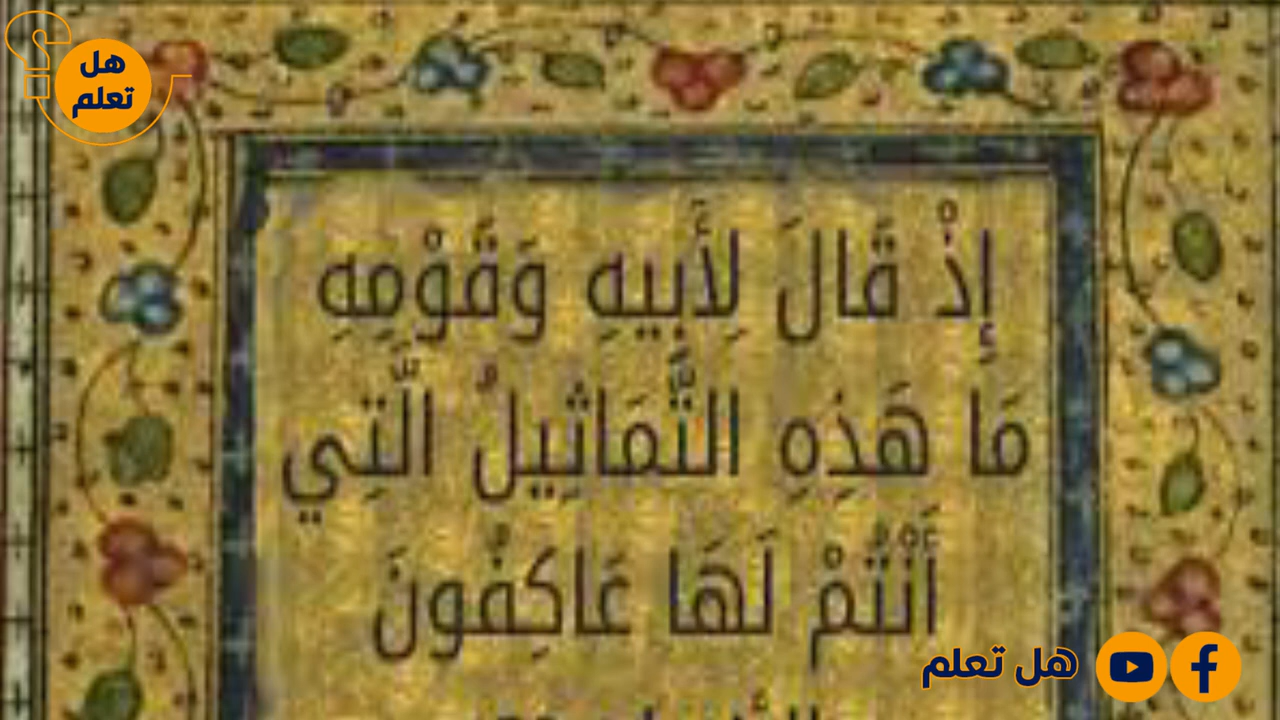 هل
تعلم
إِذْ قَالَ لِأَبِيهِ وَقَوْمِهِ
مَا هَذِهِ التَّمَاثِيلُ الَّتِي
أَنْتُمْ لَهَا عَاكِفُونَ
هل تعلم